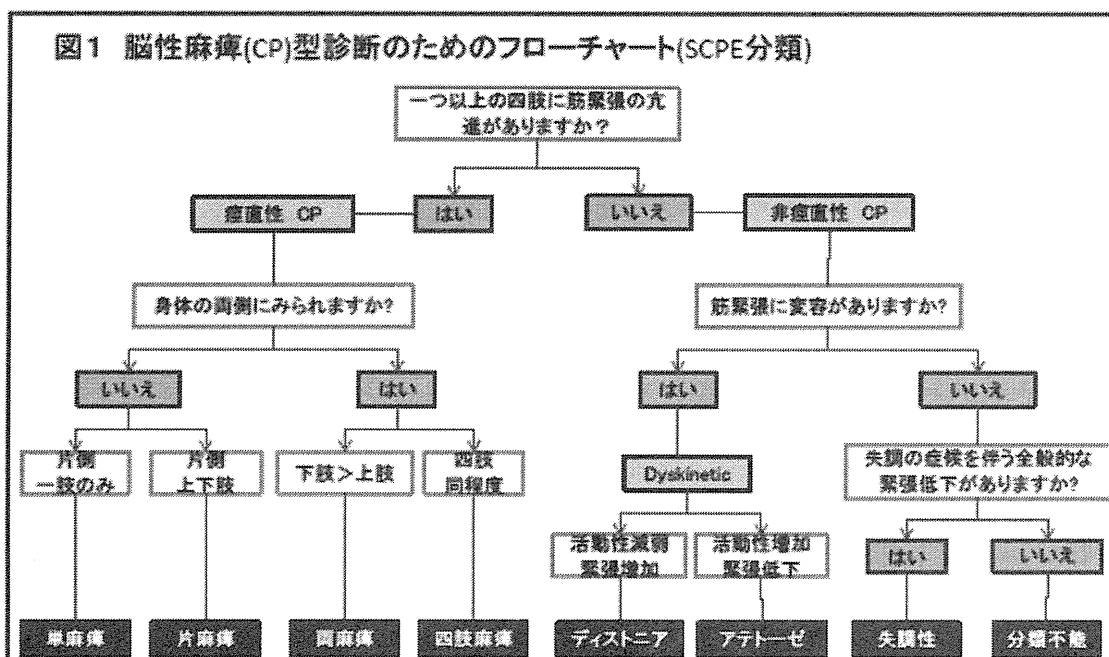 図1 脳性麻痺(CP)型診断のためのフローチャート(SCPE分類)
一つ以上の四肢に筋緊張の亢
進がありますか?
痙直性 CP
はい
いいえ
非痙直性 CP
身体の両側にみられますか?
筋緊張に変容がありますか?
いいえ
はい
はい
いいえ
片側
一肢のみ
片側
上下肢
下肢>上肢
四肢
同程度
Dyskinetic
失調の症候を伴う全般的な
緊張低下がありますか?
活動性減弱
緊張増加
活動性増加
緊張低下
はい
いいえ
単麻痺
片麻痺
両麻痺
四肢麻痺
ディストニア
アテトーゼ
失調性
分類不能